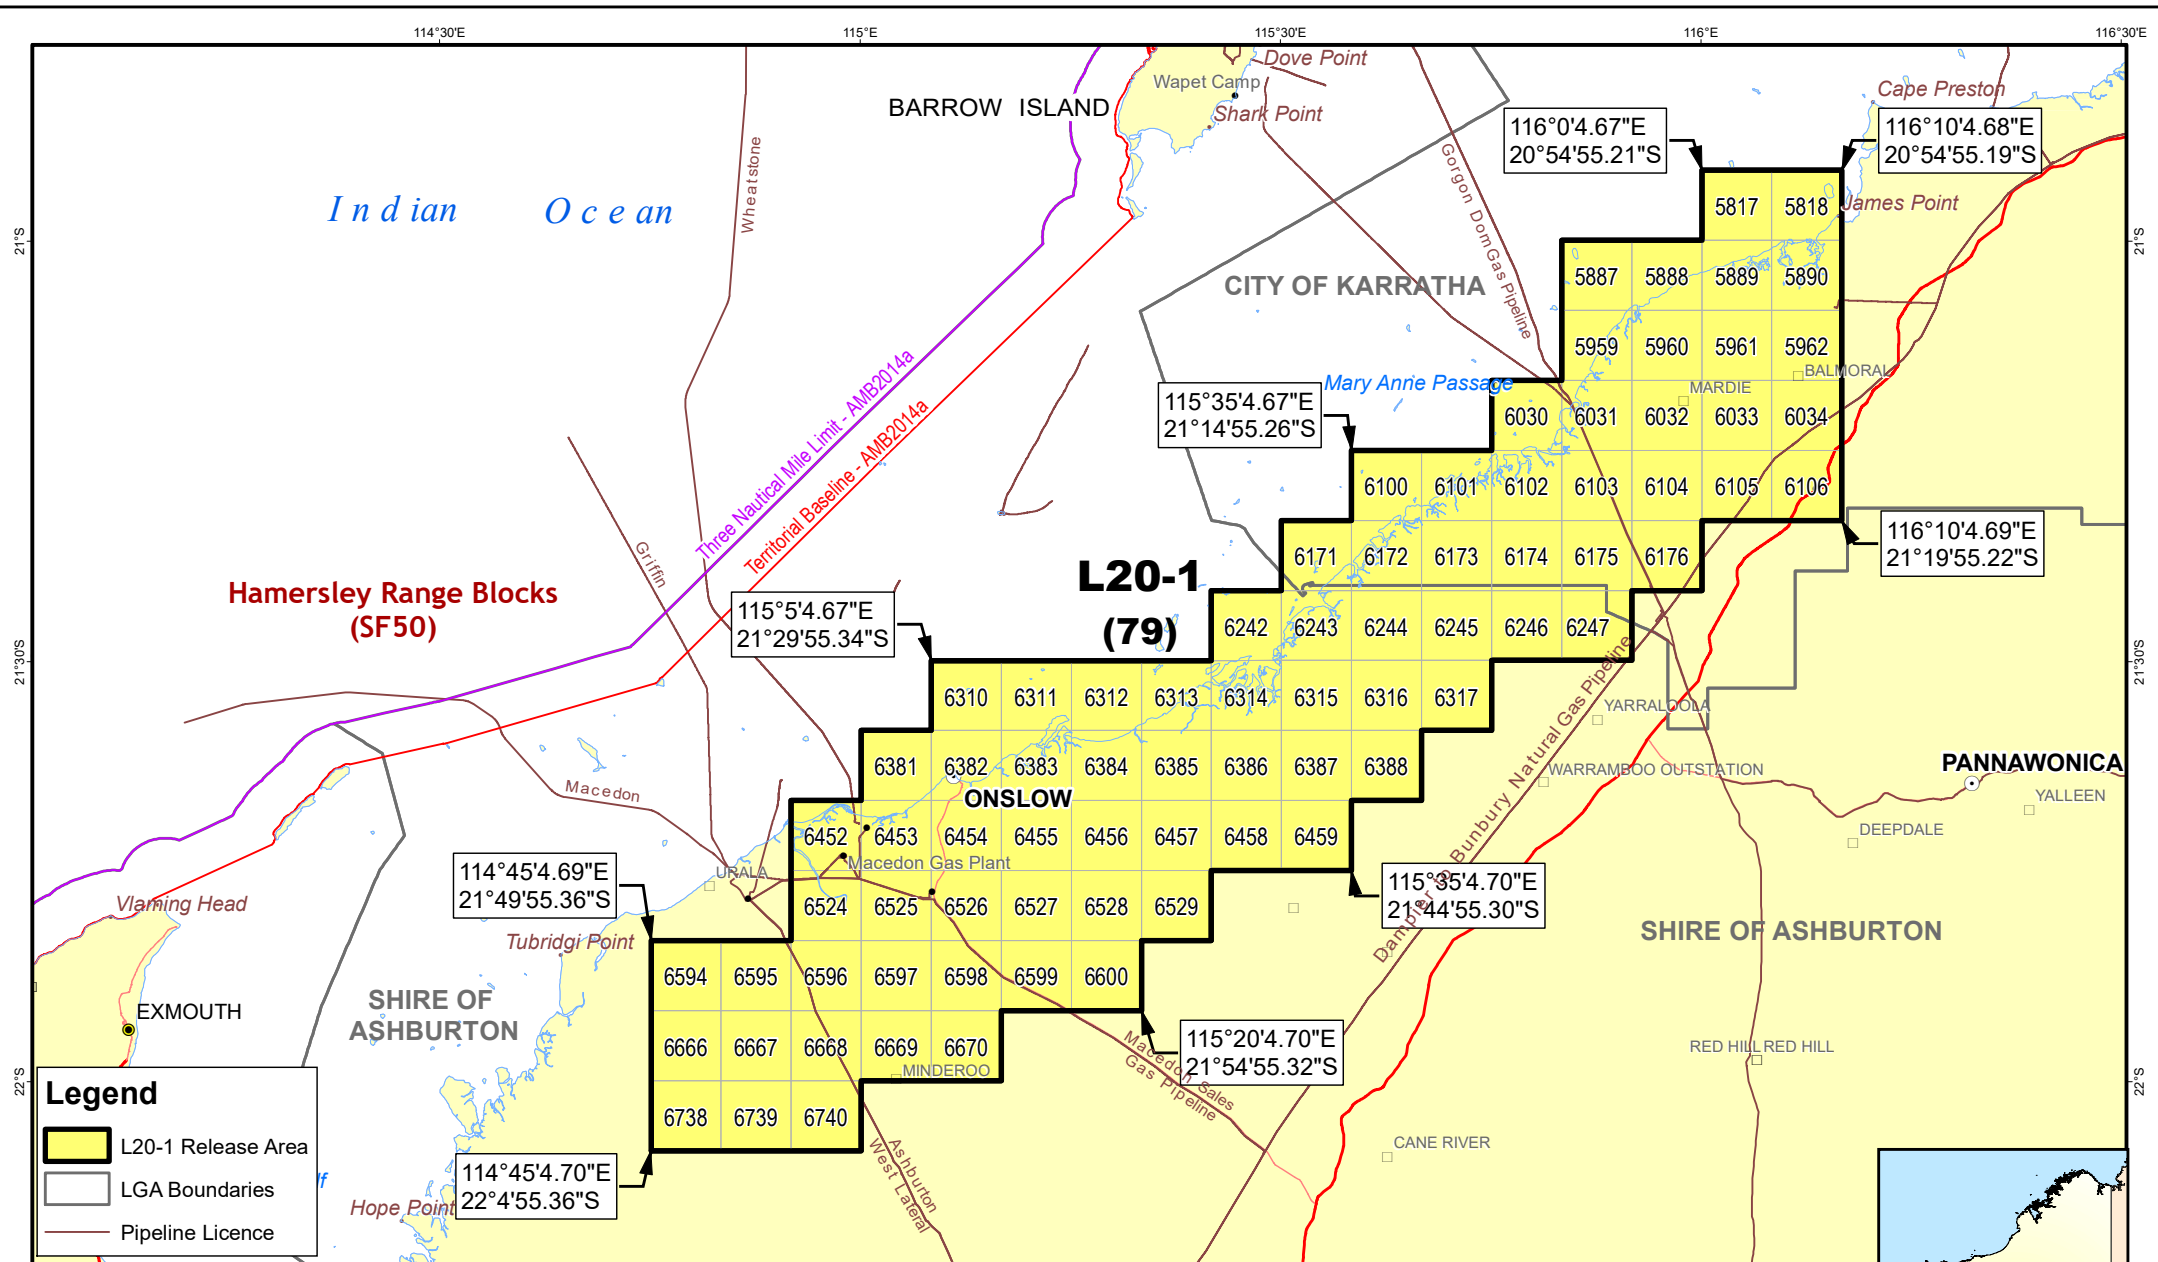 114°30'E
115°E
115°30'E
116°E
116°30'E
Dove Point
Wapet Camp
BARROW ISLAND
Shark Point
Cape Preston
116°0'4.67"E
20°54'55.21"S
116°10'4.68"E
20°54'55.19"S
Wheatstone
Indian Ocean
Gorgon DomGas Pipeline
5817 5818
James Point
21°S
21°S
CITY OF KARRATHA
5887 5888 5889 5890
5959 5960 5961 5962
BALMORAL
Mary Anne Passage
MARDIE
115°35'4.67"E
21°14'55.26"S
6030 6031 6032 6033 6034
Three Nautical Mile Limit - AMB2014a
Territorial Baseline - AMB2014a
6100 6101 6102 6103 6104 6105 6106
116°10'4.69"E
21°19'55.22"S
Griffin
6171 6172 6173 6174 6175 6176
L20-1
(79)
Hamersley Range Blocks
(SF50)
115°5'4.67"E
21°29'55.34"S
6242 6243 6244 6245 6246 6247
21°30'S
21°30'S
6310 6311 6312 6313 6314 6315 6316 6317
YARRALOOLA
Dampier to Bunbury Natural Gas Pipeline
6381 6382 6383 6384 6385 6386 6387 6388
WARRAMBOO OUTSTATION
PANNAWONICA
YALLEEN
Macedon
ONSLOW
6452 6453 6454 6455 6456 6457 6458 6459
DEEPDALE
Macedon Gas Plant
URALA
114°45'4.69"E
21°49'55.36"S
115°35'4.70"E
21°44'55.30"S
Vlaming Head
6524 6525 6526 6527 6528 6529
SHIRE OF ASHBURTON
Tubridgi Point
6594 6595 6596 6597 6598 6599 6600
EXMOUTH
SHIRE OF
ASHBURTON
6666 6667 6668 6669 6670
MINDEROO
115°20'4.70"E
21°54'55.32"S
Macedon Sales
Gas Pipeline
RED HILL RED HILL
22°S
22°S
6738 6739 6740
Ashburton
West Lateral
CANE RIVER
114°45'4.70"E
22°4'55.36"S
Hope Point
Legend
L20-1 Release Area
LGA Boundaries
Pipeline Licence